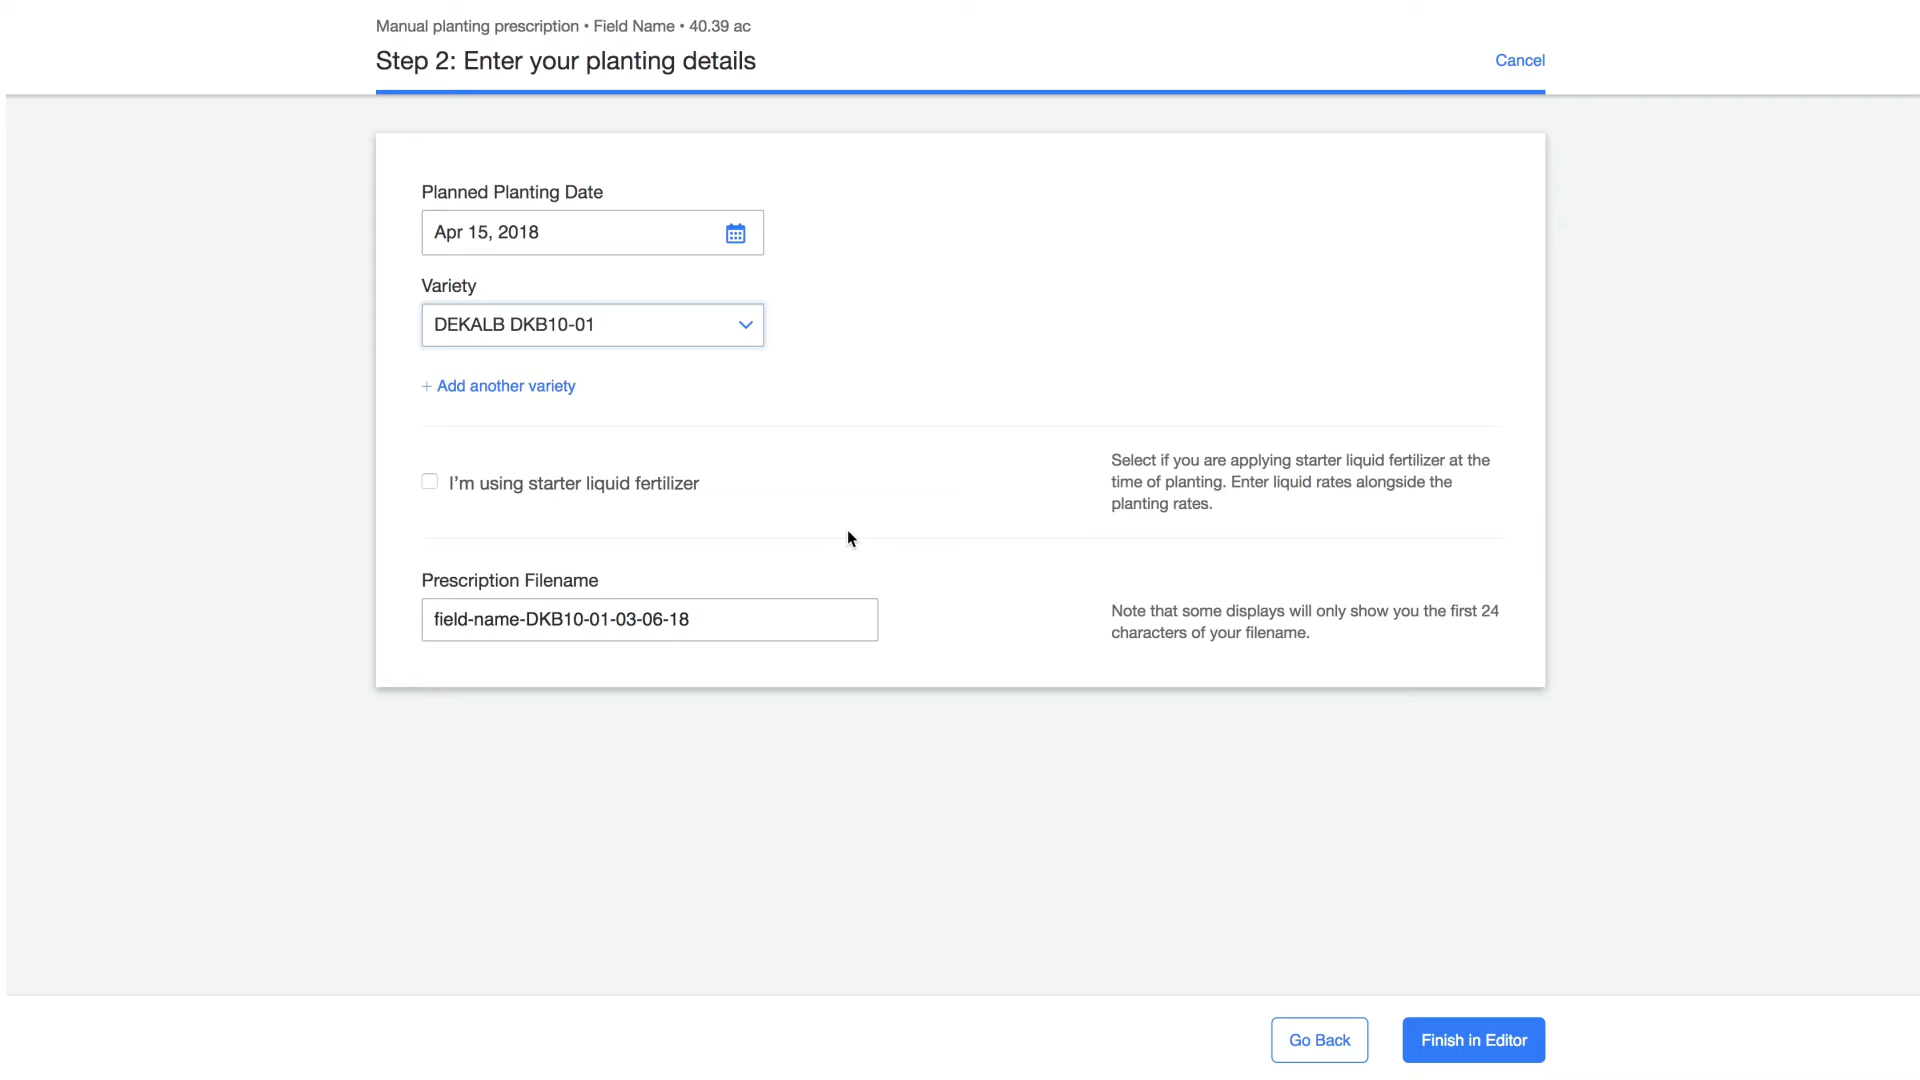 Manual planting prescription • Field Name • 40.39 ac
Step 2: Enter your planting details
Cancel
Planned Planting Date
Apr 15, 2018
Variety
DEKALB DKB10-01
+ Add another variety
I’m using starter liquid fertilizer
Select if you are applying starter liquid fertilizer at the
time of planting. Enter liquid rates alongside the
planting rates.
Prescription Filename
field-name-DKB10-01-03-06-18
Note that some displays will only show you the first 24
characters of your filename.
Go Back
Finish in Editor